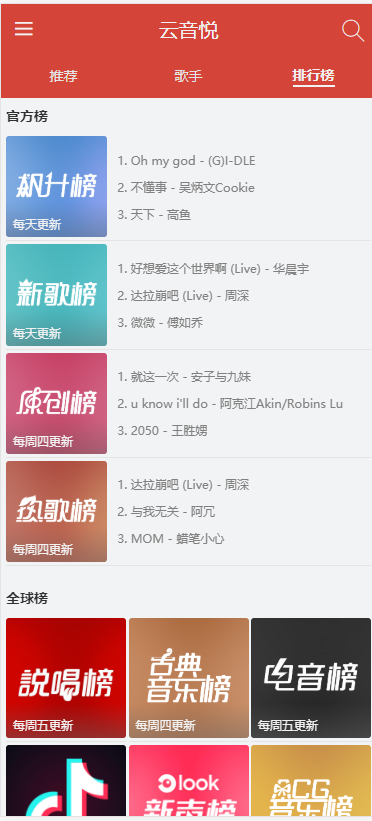 云音悦
推荐 歌手 排行榜
官方榜
飙升榜
每天更新
1. Oh my god - (G)I-DLE
2. 不懂事 - 吴炳文Cookie
3. 天下 - 高鱼
新歌榜
每天更新
1. 好想爱这个世界啊 (Live) - 华晨宇
2. 达拉崩吧 (Live) - 周深
3. 微微 - 傅如乔
原创榜
每周四更新
1. 就这一次 - 安子与九妹
2. u know i'll do - 阿克江Akin/Robins Lu
3. 2050 - 王胜娚
热歌榜
每周四更新
1. 达拉崩吧 (Live) - 周深
2. 与我无关 - 阿冗
3. MOM - 蜡笔小心
全球榜
説唱榜
每周五更新
古典
音乐榜
每周四更新
电音榜
每周五更新
look
新声榜
ACG
音乐榜